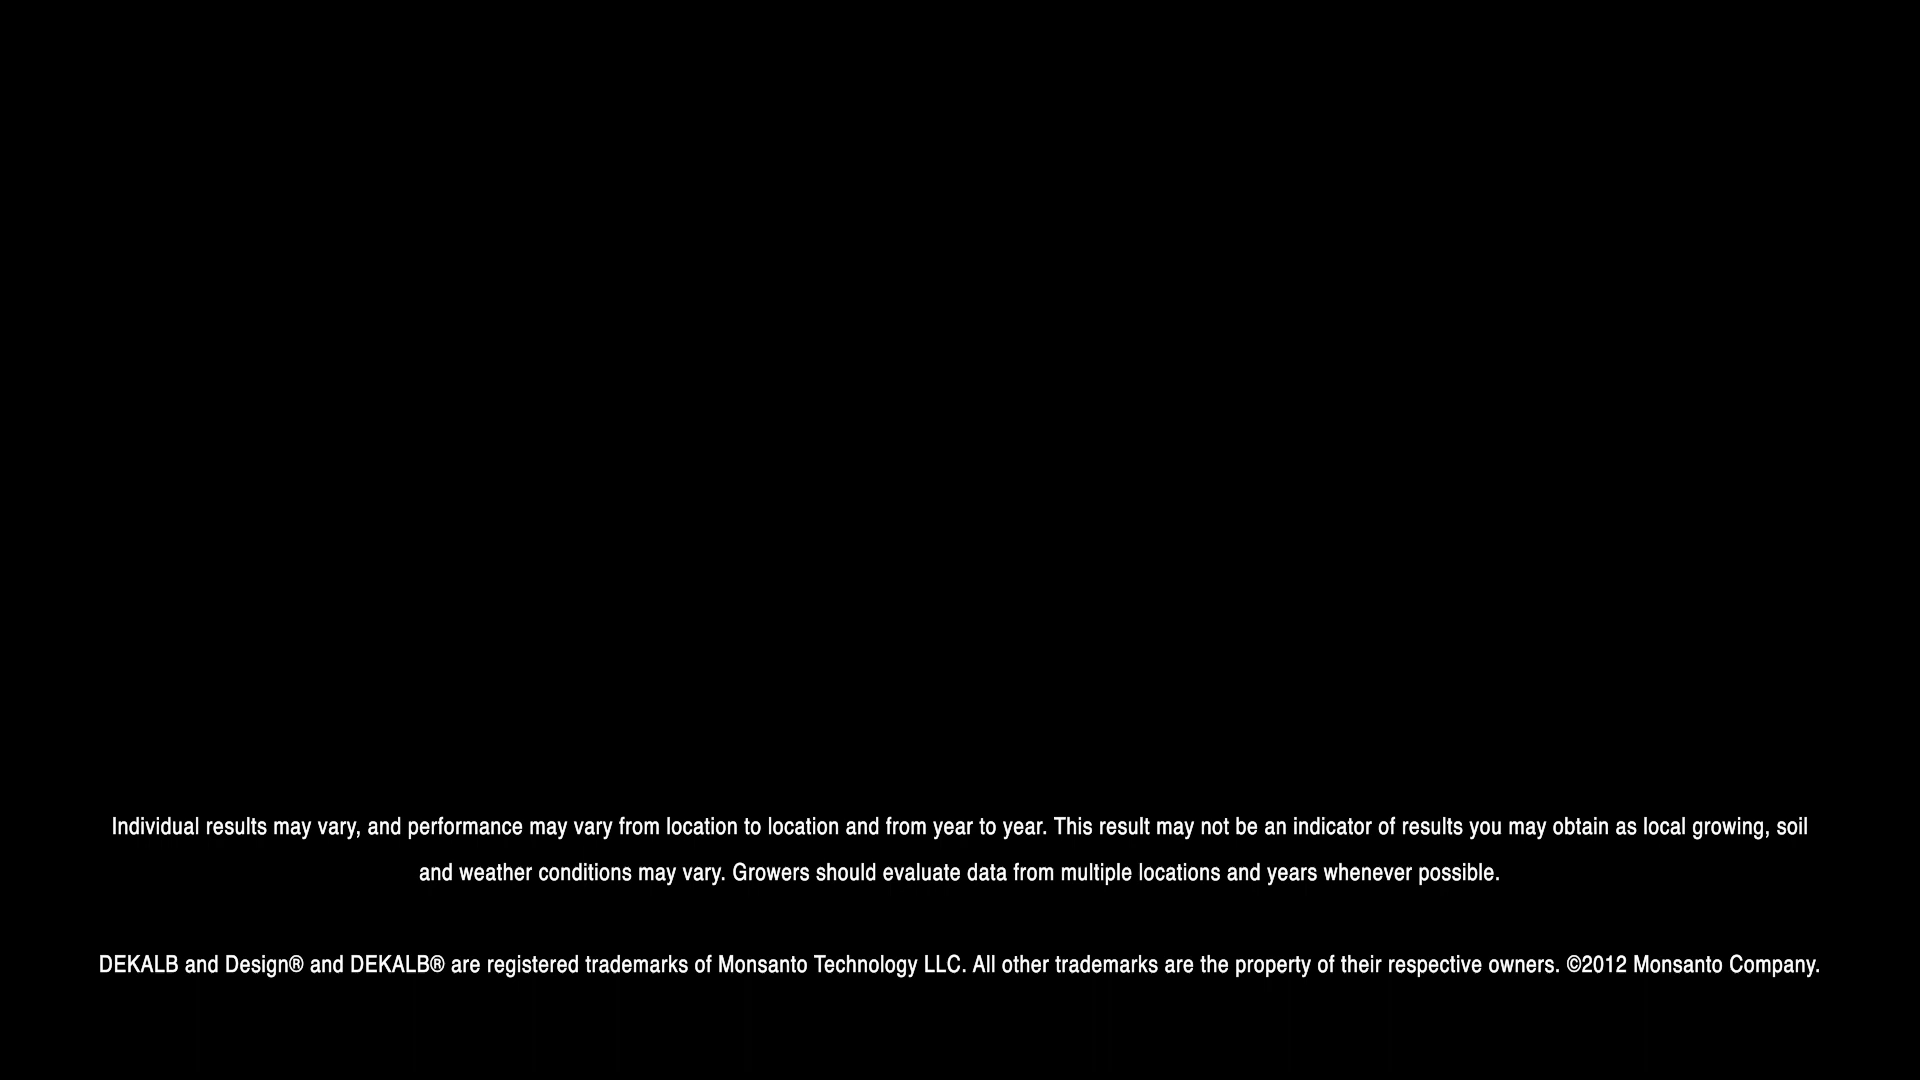 Individual results may vary, and performance may vary from location to location and from year to year. This result may not be an indicator of results you may obtain as local growing, soil
and weather conditions may vary. Growers should evaluate data from multiple locations and years whenever possible.
DEKALB and Design® and DEKALB® are registered trademarks of Monsanto Technology LLC. All other trademarks are the property of their respective owners. ©2012 Monsanto Company.